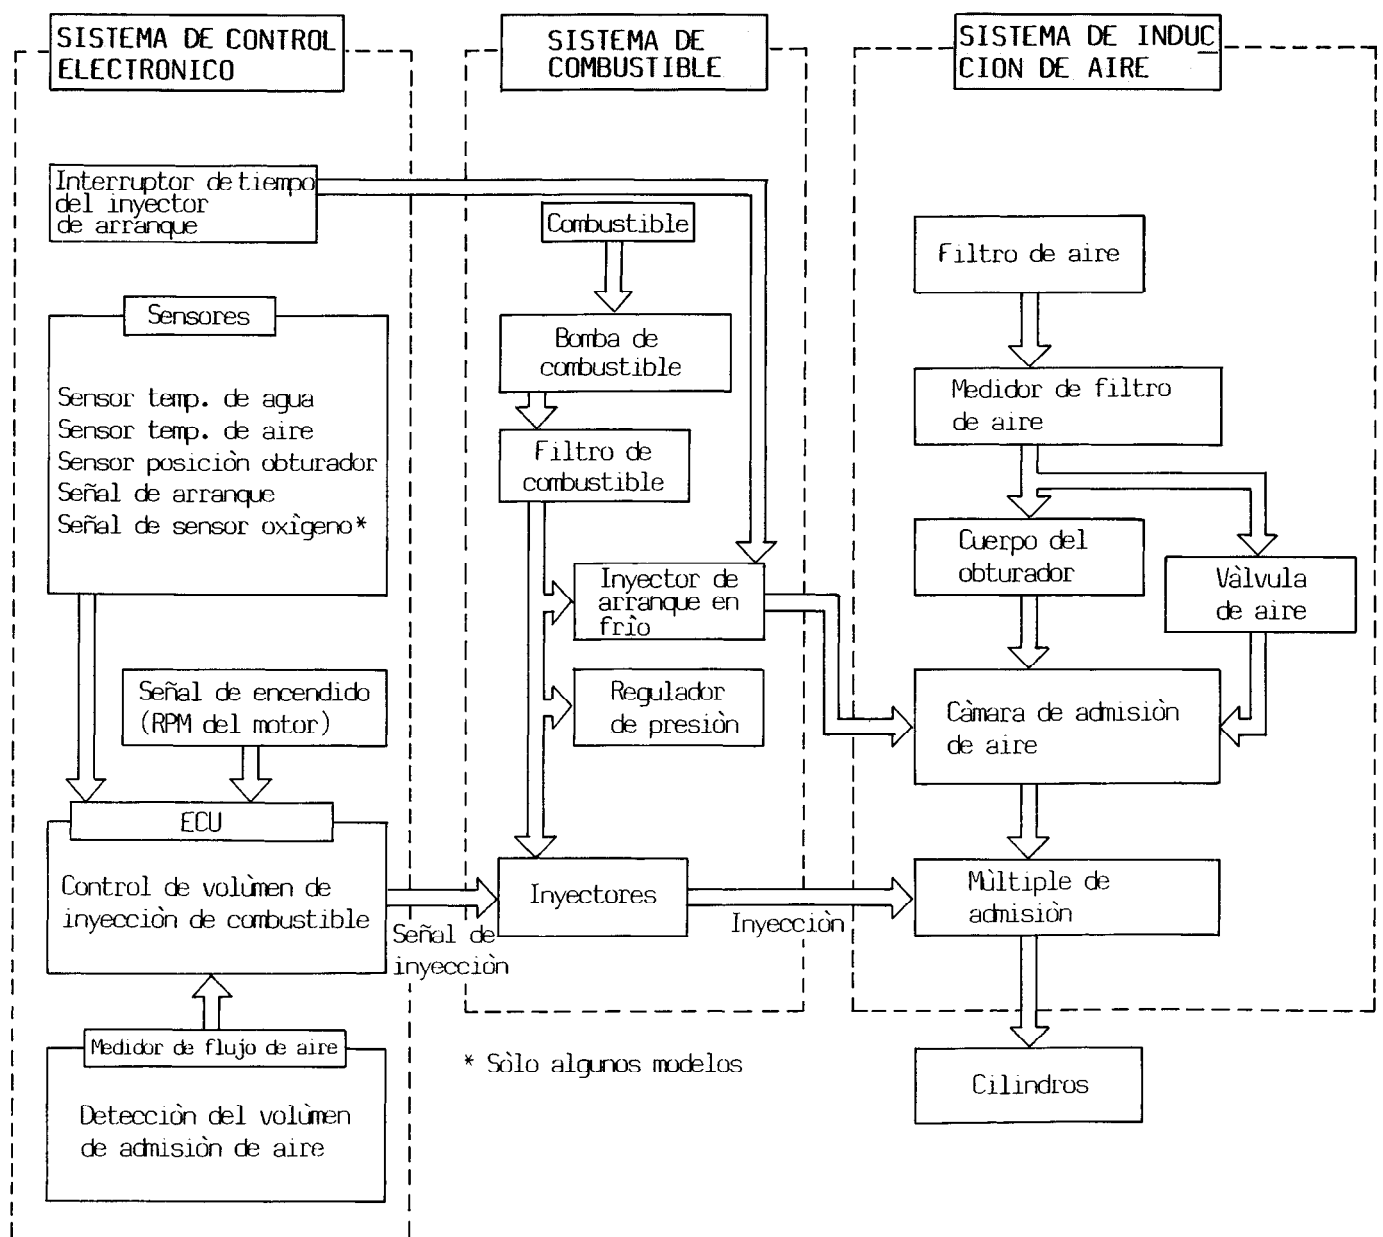 SISTEMA DE CONTROL
ELECTRONICO
Interruptor de tiempo
del inyector
de arranque
Sensores
Sensor temp. de agua
Sensor temp. de aire
Sensor posiciòn obturador
Señal de arranque
Señal de sensor oxìgeno*
Señal de encendido
(RPM del motor)
ECU
Control de volùmen de
inyecciòn de combustible
Señal de
inyecciòn
Medidor de flujo de aire
Detecciòn del volùmen
de admisiòn de aire
SISTEMA DE
COMBUSTIBLE
Combustible
Bomba de
combustible
Filtro de
combustible
Inyector de
arranque en
frìo
Regulador
de presiòn
Inyectores
Inyecciòn
* Sòlo algunos modelos
SISTEMA DE INDUC
CION DE AIRE
Filtro de aire
Medidor de filtro
de aire
Cuerpo del
obturador
Vàlvula
de aire
Càmara de admisiòn
de aire
Mùltiple de
admisiòn
Cilindros